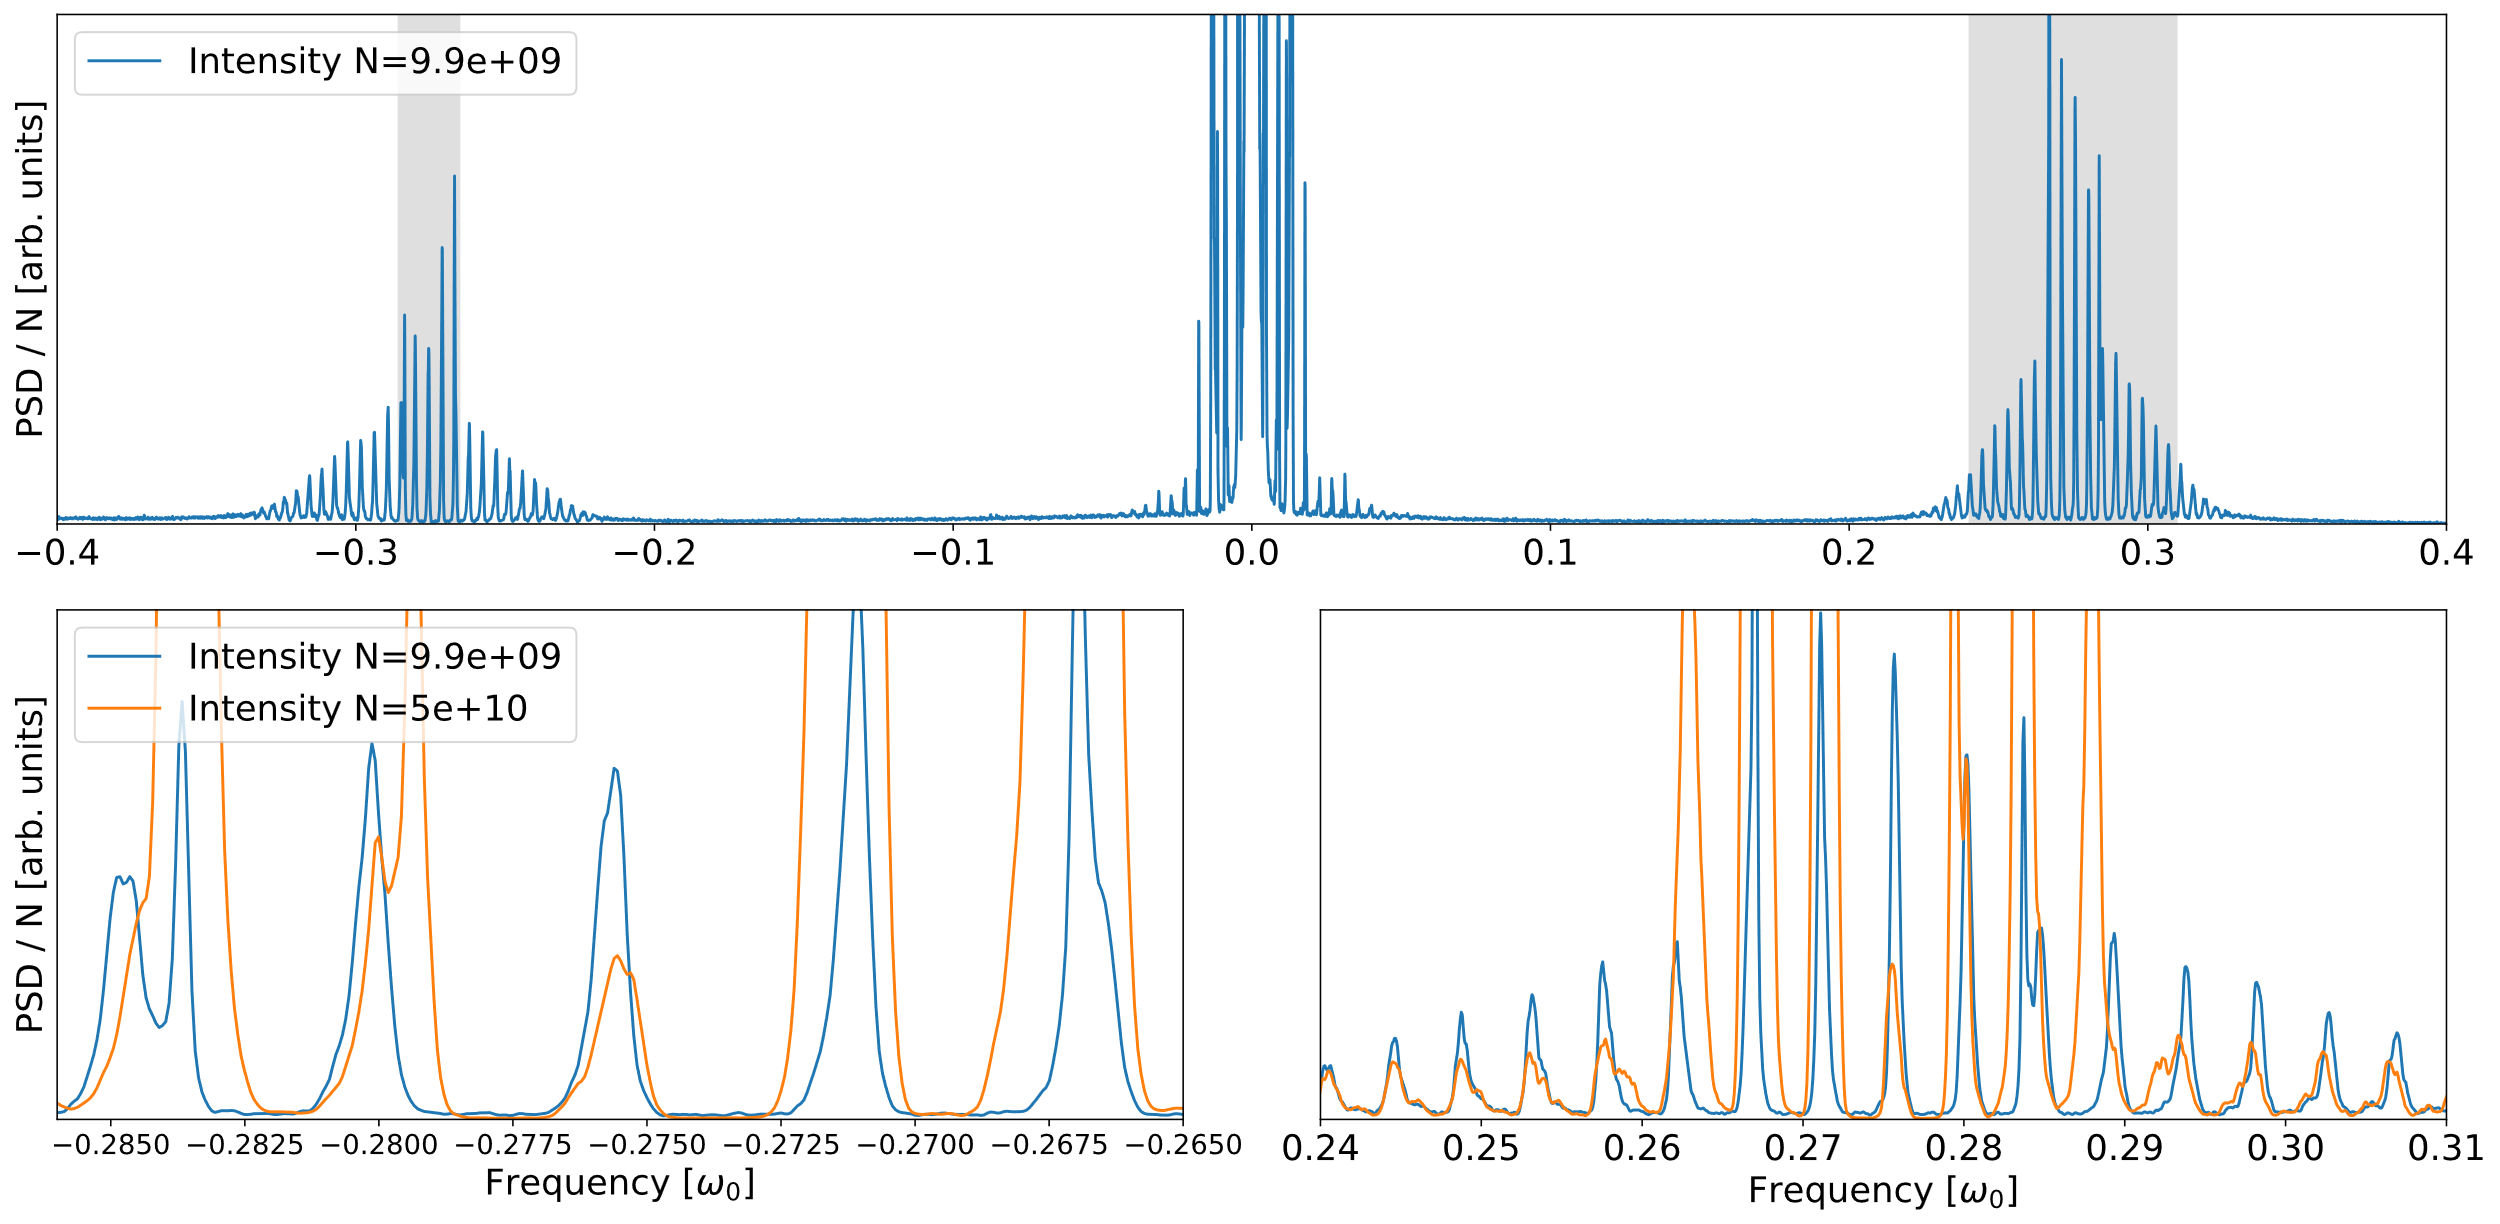 Intensity N=9.9e+09
PSD / N [arb. units]
−0.4 −0.3 −0.2 −0.1 0.0 0.1 0.2 0.3 0.4
Intensity N=9.9e+09
Intensity N=5e+10
PSD / N [arb. units]
−0.2850 −0.2825 −0.2800 −0.2775 −0.2750 −0.2725 −0.2700 −0.2675 −0.2650
Frequency [ω₀]
0.24 0.25 0.26 0.27 0.28 0.29 0.30 0.31
Frequency [ω₀]